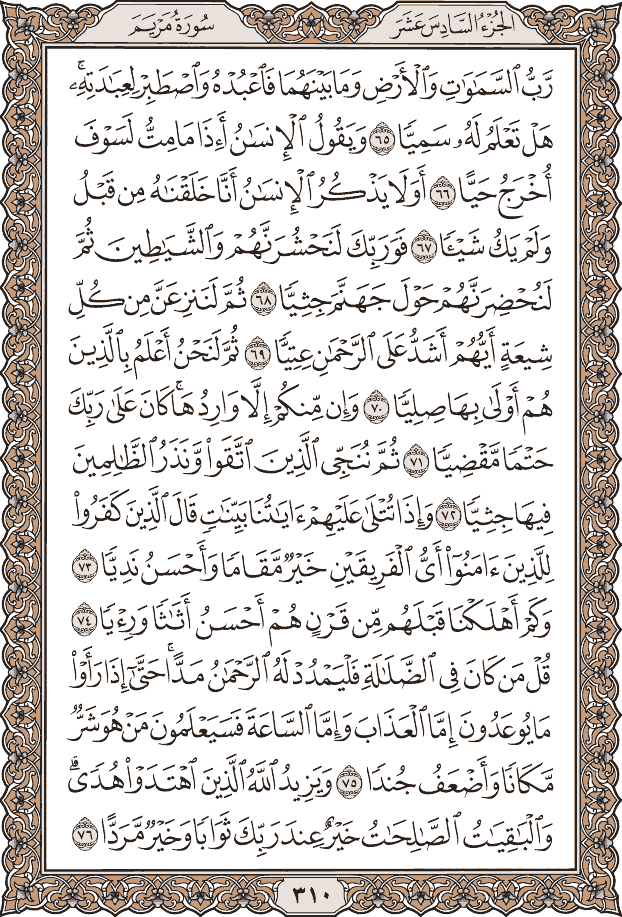 الجُزْءُ السَّادِسَ عَشَرَ
سُورَةُ مَرْيَمَ
رَّبُّ ٱلسَّمَٰوَٰتِ وَٱلْأَرْضِ وَمَا بَيْنَهُمَا فَٱعْبُدْهُ وَٱصْطَبِرْ لِعِبَٰدَتِهِۦۚ
هَلْ تَعْلَمُ لَهُۥ سَمِيًّا ٦٥ وَيَقُولُ ٱلْإِنسَٰنُ أَءِذَا مَا مِتُّ لَسَوْفَ
أُخْرَجُ حَيًّا ٦٦ أَوَلَا يَذْكُرُ ٱلْإِنسَٰنُ أَنَّا خَلَقْنَٰهُ مِن قَبْلُ
وَلَمْ يَكُ شَيْـًٔا ٦٧ فَوَرَبِّكَ لَنَحْشُرَنَّهُمْ وَٱلشَّيَٰطِينَ ثُمَّ
لَنُحْضِرَنَّهُمْ حَوْلَ جَهَنَّمَ جِثِيًّا ٦٨ ثُمَّ لَنَنزِعَنَّ مِن كُلِّ
شِيعَةٍ أَيُّهُمْ أَشَدُّ عَلَى ٱلرَّحْمَٰنِ عِتِيًّا ٦٩ ثُمَّ لَنَحْنُ أَعْلَمُ بِٱلَّذِينَ
هُمْ أَوْلَىٰ بِهَا صِلِيًّا ٧٠ وَإِن مِّنكُمْ إِلَّا وَارِدُهَاۚ كَانَ عَلَىٰ رَبِّكَ
حَتْمًا مَّقْضِيًّا ٧١ ثُمَّ نُنَجِّى ٱلَّذِينَ ٱتَّقَوا۟ وَّنَذَرُ ٱلظَّٰلِمِينَ
فِيهَا جِثِيًّا ٧٢ وَإِذَا تُتْلَىٰ عَلَيْهِمْ ءَايَٰتُنَا بَيِّنَٰتٍ قَالَ ٱلَّذِينَ كَفَرُوا۟
لِلَّذِينَ ءَامَنُوٓا۟ أَىُّ ٱلْفَرِيقَيْنِ خَيْرٌ مَّقَامًا وَأَحْسَنُ نَدِيًّا ٧٣
وَكَمْ أَهْلَكْنَا قَبْلَهُم مِّن قَرْنٍ هُمْ أَحْسَنُ أَثَٰثًا وَرِءْيًا ٧٤
قُلْ مَن كَانَ فِى ٱلضَّلَٰلَةِ فَلْيَمْدُدْ لَهُ ٱلرَّحْمَٰنُ مَدًّاۚ حَتَّىٰٓ إِذَا رَأَوْا۟
مَا يُوعَدُونَ إِمَّا ٱلْعَذَابَ وَإِمَّا ٱلسَّاعَةَ فَسَيَعْلَمُونَ مَنْ هُوَ شَرٌّ
مَّكَانًا وَأَضْعَفُ جُندًا ٧٥ وَيَزِيدُ ٱللَّهُ ٱلَّذِينَ ٱهْتَدَوْا۟ هُدًىۗ
وَٱلْبَٰقِيَٰتُ ٱلصَّٰلِحَٰتُ خَيْرٌ عِندَ رَبِّكَ ثَوَابًا وَخَيْرٌ مَّرَدًّا ٧٦
٣١٠